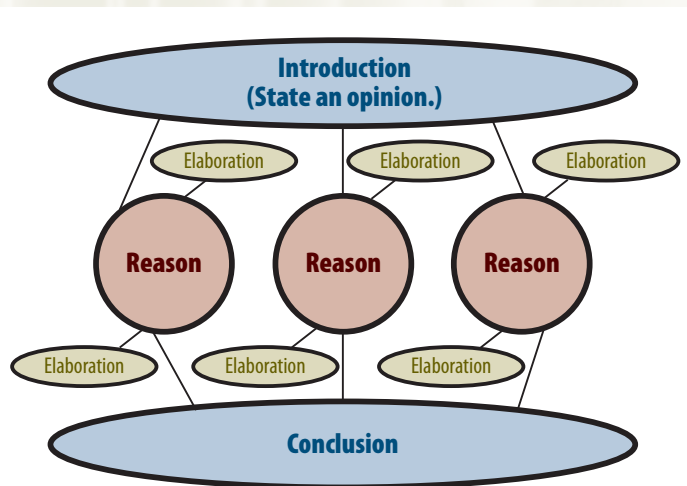 Introduction
(State an opinion.)
Elaboration
Elaboration
Elaboration
Reason
Reason
Reason
Elaboration
Elaboration
Elaboration
Conclusion